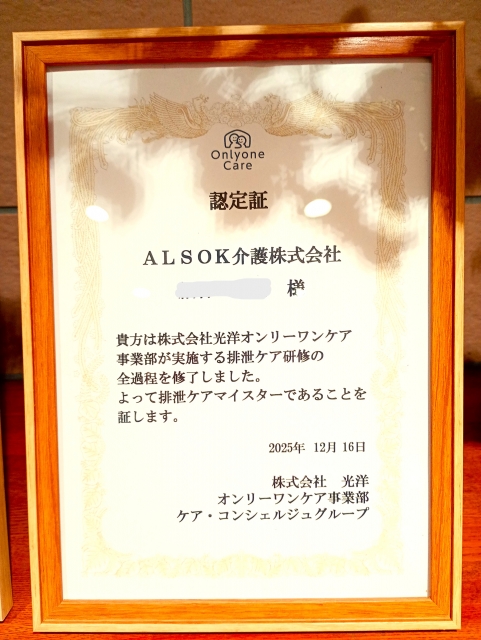 Onlyone
Care
認定証
ALSOK介護株式会社
様
貴方は株式会社光洋オンリーワンケア
事業部が実施する排泄ケア研修の
全過程を修了しました。
よって排泄ケアマイスターであることを
証します。
2025年 12月 16日
株式会社 光洋
オンリーワンケア事業部
ケア・コンシェルジュグループ